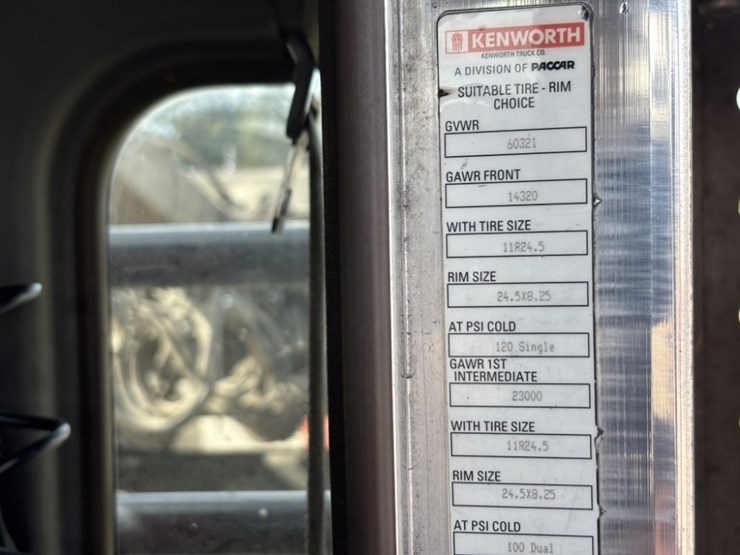 KENWORTH
KENWORTH TRUCK CO.
A DIVISION OF PACCAR
SUITABLE TIRE - RIM
CHOICE
GVWR
60321
GAWR FRONT
14320
WITH TIRE SIZE
11R24.5
RIM SIZE
24.5X8.25
AT PSI COLD
120 Single
GAWR 1ST
INTERMEDIATE
23000
WITH TIRE SIZE
11R24.5
RIM SIZE
24.5X8.25
AT PSI COLD
100 Dual